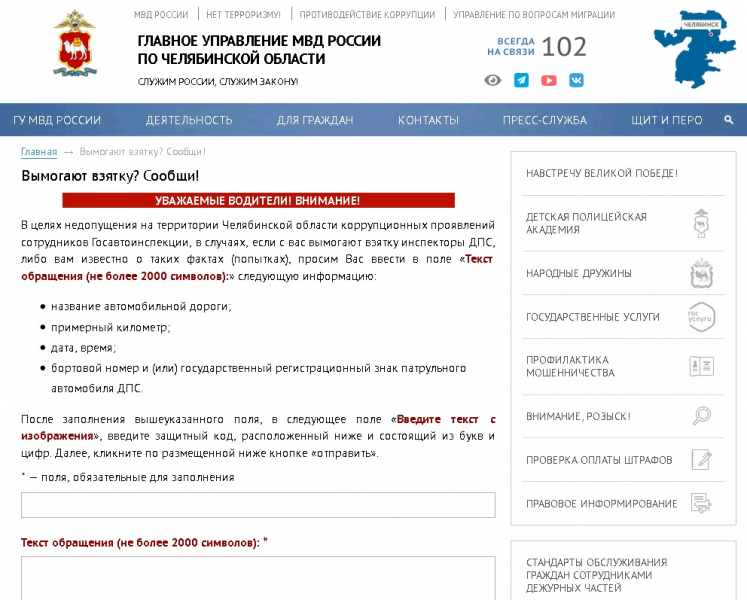 МВД РОССИИ
НЕТ ТЕРРОРИЗМУ!
ПРОТИВОДЕЙСТВИЕ КОРРУПЦИИ
УПРАВЛЕНИЕ ПО ВОПРОСАМ МИГРАЦИИ
ГЛАВНОЕ УПРАВЛЕНИЕ МВД РОССИИ
ПО ЧЕЛЯБИНСКОЙ ОБЛАСТИ
СЛУЖИМ РОССИИ, СЛУЖИМ ЗАКОНУ!
ВСЕГДА
НА СВЯЗИ
102
ЧЕЛЯБИНСК
ГУ МВД РОССИИ
ДЕЯТЕЛЬНОСТЬ
ДЛЯ ГРАЖДАН
КОНТАКТЫ
ПРЕСС-СЛУЖБА
ЩИТ И ПЕРО
Главная → Вымогают взятку? Сообщи!
Вымогают взятку? Сообщи!
УВАЖАЕМЫЕ ВОДИТЕЛИ! ВНИМАНИЕ!
В целях недопущения на территории Челябинской области коррупционных проявлений
сотрудников Госавтоинспекции, в случаях, если с вас вымогают взятку инспекторы ДПС,
либо вам известно о таких фактах (попытках), просим Вас ввести в поле «Текст
обращения (не более 2000 символов):» следующую информацию:
• название автомобильной дороги;
• примерный километр;
• дата, время;
• бортовой номер и (или) государственный регистрационный знак патрульного
автомобиля ДПС.
После заполнения вышеуказанного поля, в следующее поле «Введите текст с
изображения», введите защитный код, расположенный ниже и состоящий из букв и
цифр. Далее, кликните по размещенной ниже кнопке «отправить».
* — поля, обязательные для заполнения
Текст обращения (не более 2000 символов): *
НАВСТРЕЧУ ВЕЛИКОЙ ПОБЕДЕ!
ДЕТСКАЯ ПОЛИЦЕЙСКАЯ
АКАДЕМИЯ
НАРОДНЫЕ ДРУЖИНЫ
ГОСУДАРСТВЕННЫЕ УСЛУГИ
гос
услуги
ПРОФИЛАКТИКА
МОШЕННИЧЕСТВА
ВНИМАНИЕ, РОЗЫСК!
ПРОВЕРКА ОПЛАТЫ ШТРАФОВ
ПРАВОВОЕ ИНФОРМИРОВАНИЕ
СТАНДАРТЫ ОБСЛУЖИВАНИЯ
ГРАЖДАН СОТРУДНИКАМИ
ДЕЖУРНЫХ ЧАСТЕЙ